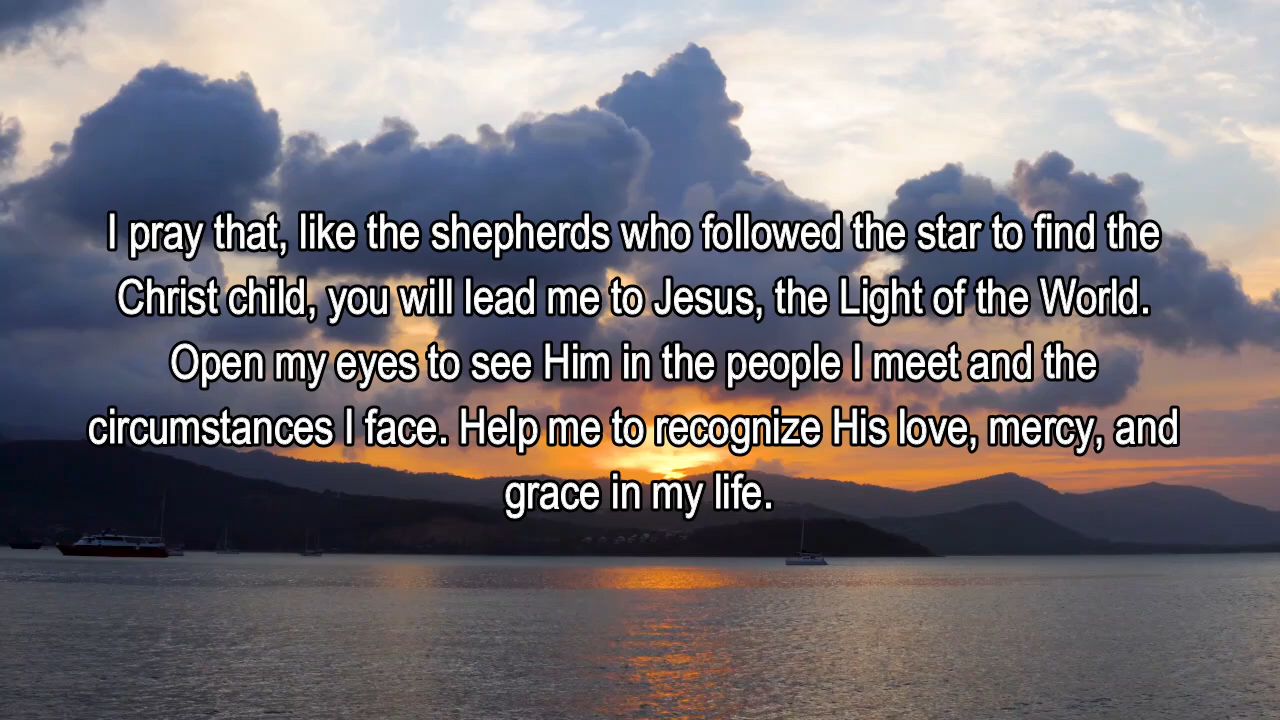 I pray that, like the shepherds who followed the star to find the
Christ child, you will lead me to Jesus, the Light of the World.
Open my eyes to see Him in the people I meet and the
circumstances I face. Help me to recognize His love, mercy, and
grace in my life.